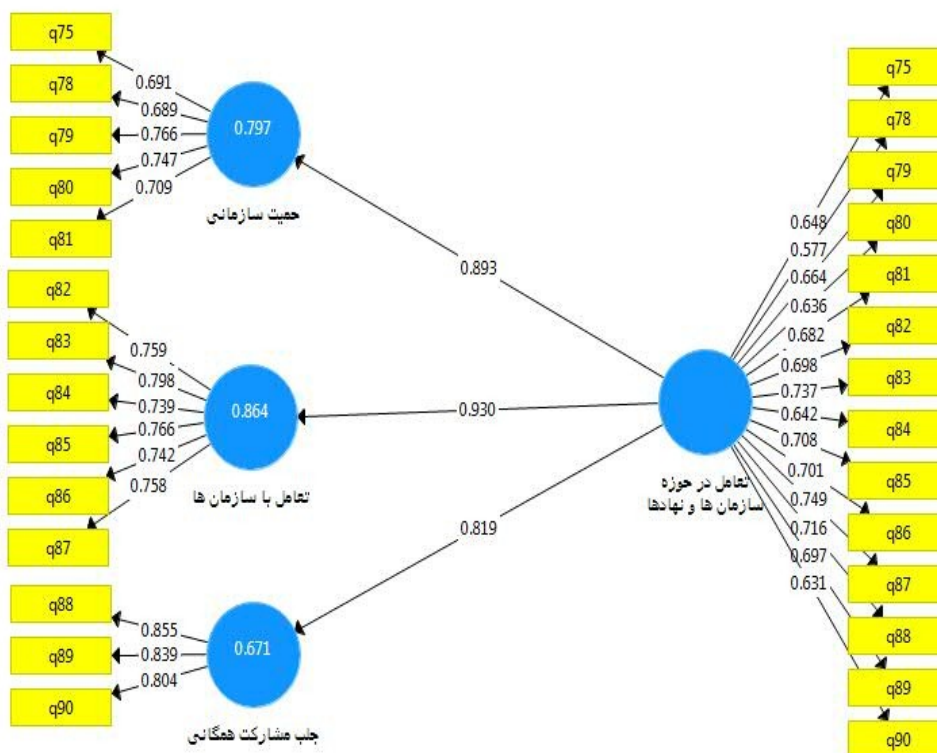 q75
q78
q79
q80
q81
q82
q83
q84
q85
q86
q87
q88
q89
q90
0.691
0.689
0.766
0.747
0.709
0.797
حمیت سازمانی
0.759
0.798
0.739
0.766
0.742
0.758
0.864
تعامل با سازمان ها
0.855
0.839
0.804
0.671
جلب مشارکت همگانی
0.893
0.930
0.819
تعامل در حوزه
سازمان ها و نهادها
0.648
0.577
0.664
0.636
0.682
0.698
0.737
0.642
0.708
0.701
0.749
0.716
0.697
0.631
q75
q78
q79
q80
q81
q82
q83
q84
q85
q86
q87
q88
q89
q90